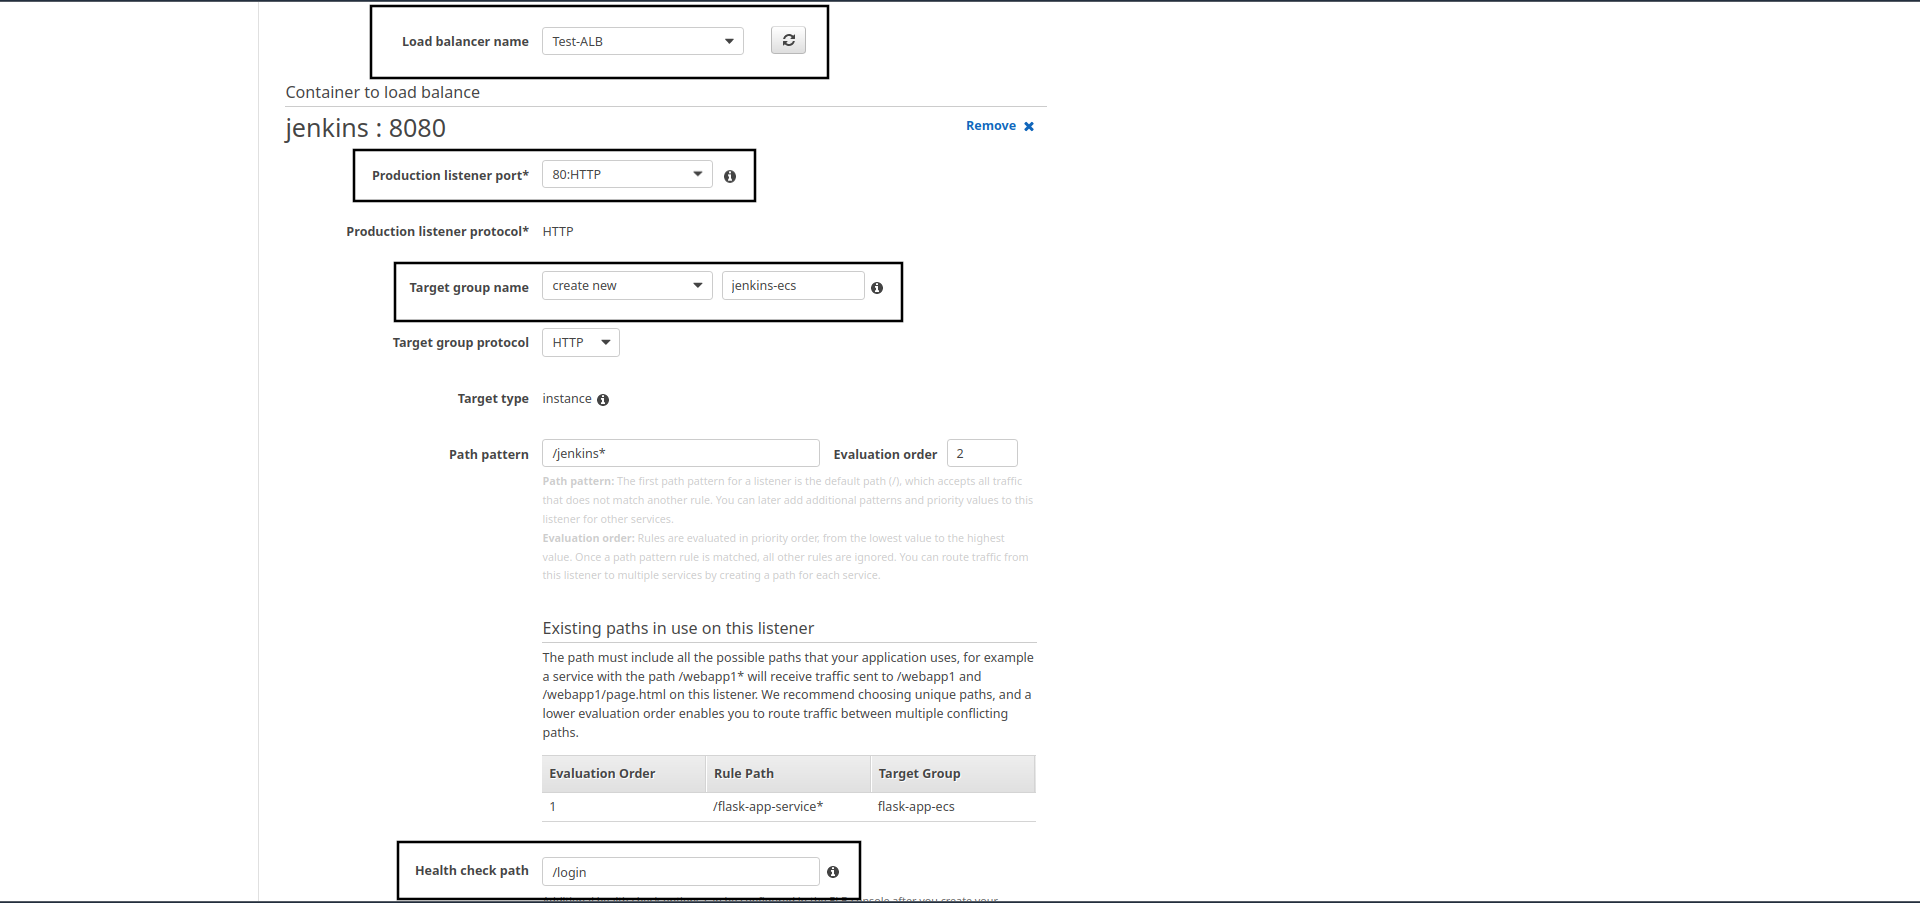 Load balancer name Test-ALB
Container to load balance
jenkins : 8080 Remove
Production listener port* 80:HTTP
Production listener protocol* HTTP
Target group name create new jenkins-ecs
Target group protocol HTTP
Target type instance
Path pattern /jenkins* Evaluation order 2
Path pattern: The first path pattern for a listener is the default path (/), which accepts all traffic
that does not match another rule. You can later add additional patterns and priority values to this
listener for other services.
Evaluation order: Rules are evaluated in priority order, from the lowest value to the highest
value. Once a path pattern rule is matched, all other rules are ignored. You can route traffic from
this listener to multiple services by creating a path for each service.
Existing paths in use on this listener
The path must include all the possible paths that your application uses, for example
a service with the path /webapp1* will receive traffic sent to /webapp1 and
/webapp1/page.html on this listener. We recommend choosing unique paths, and a
lower evaluation order enables you to route traffic between multiple conflicting
paths.
Evaluation Order Rule Path Target Group
1 /flask-app-service* flask-app-ecs
Health check path /login